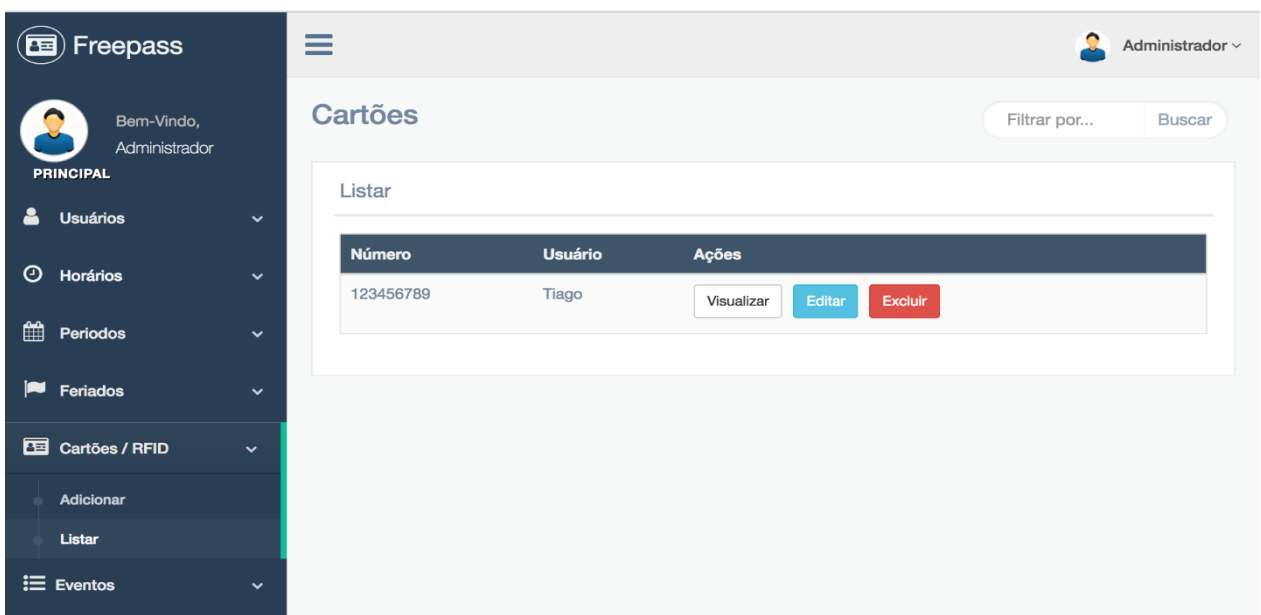 Freepass
Administrador
Bem-Vindo,
Administrador
PRINCIPAL
Usuários
Horários
Periodos
Feriados
Cartões / RFID
Adicionar
Listar
Eventos
Cartões
Filtrar por... Buscar
Listar
Número Usuário Ações
123456789 Tiago Visualizar Editar Excluir